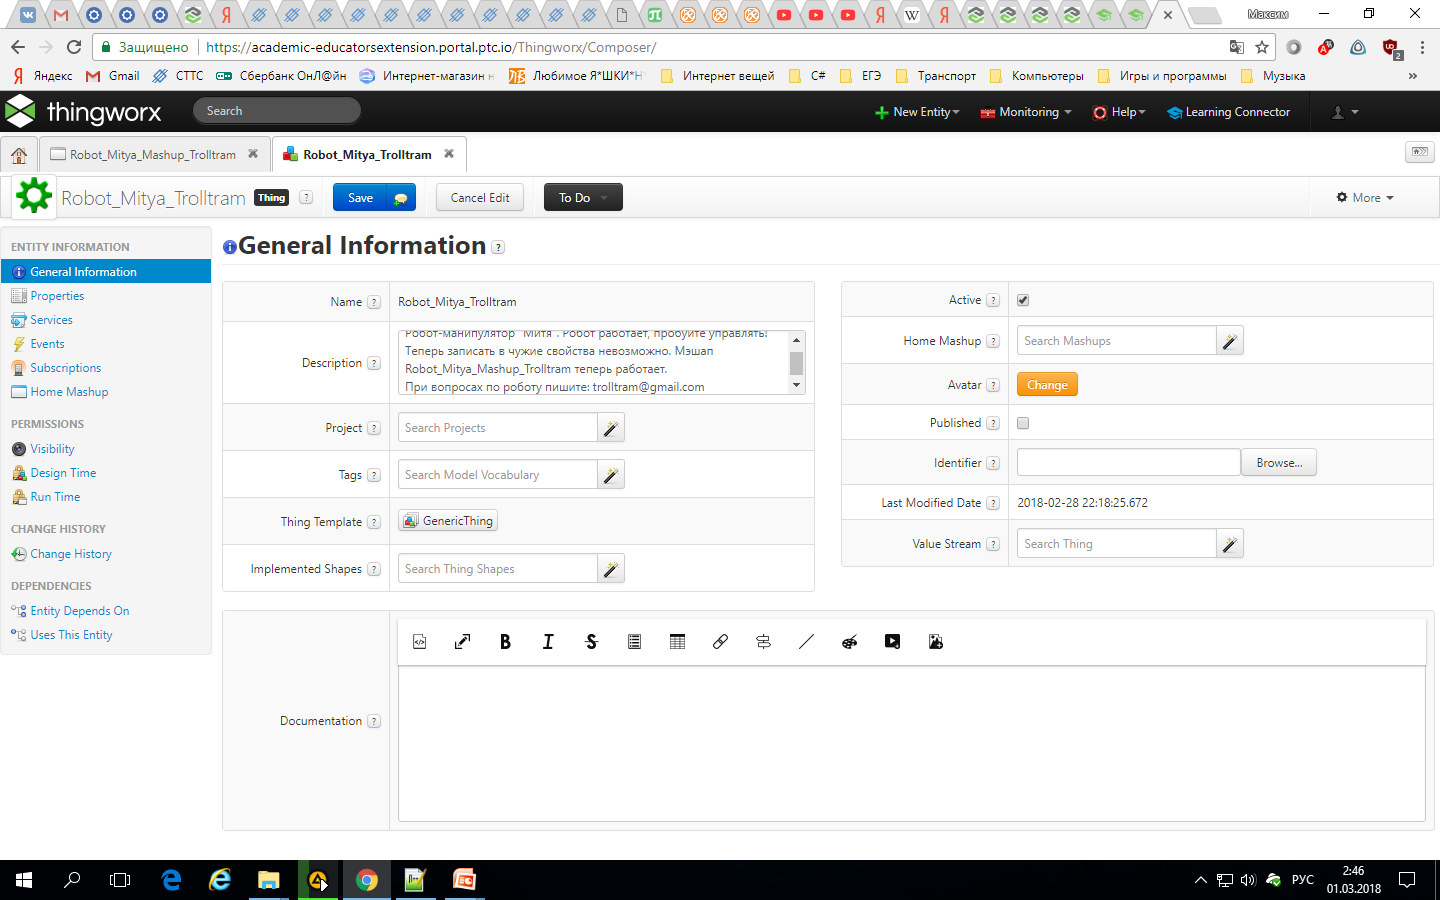 Максим
Защищено
https://academic-educatorsextension.portal.ptc.io/Thingworx/Composer/
Яндекс
Gmail
СТТС
Сбербанк ОнЛ@йн
Интернет-магазин
Любимое Я*ШКИ*Н
Интернет вещей
C#
ЕГЭ
Транспорт
Компьютеры
Игры и программы
Музыка
»
thingworx
Search
New Entity
Monitoring
Help
Learning Connector
Robot_Mitya_Mashup_Trolltram
Robot_Mitya_Trolltram
Robot_Mitya_Trolltram
Thing
?
Save
Cancel Edit
To Do
More
ENTITY INFORMATION
General Information
Properties
Services
Events
Subscriptions
Home Mashup
PERMISSIONS
Visibility
Design Time
Run Time
CHANGE HISTORY
Change History
DEPENDENCIES
Entity Depends On
Uses This Entity
General Information ?
Name ? Robot_Mitya_Trolltram
Description ?
Робот-манипулятор "Митя". Робот работает, пробуйте управлять!
Теперь записать в чужие свойства невозможно. Мэшап
Robot_Mitya_Mashup_Trolltram теперь работает.
При вопросах по роботу пишите: trolltram@gmail.com
Project ? Search Projects
Tags ? Search Model Vocabulary
Thing Template ? GenericThing
Implemented Shapes ? Search Thing Shapes
Active ?
Home Mashup ? Search Mashups
Avatar ? Change
Published ?
Identifier ? Browse...
Last Modified Date ? 2018-02-28 22:18:25.672
Value Stream ? Search Thing
Documentation ?
РУС
2:46
01.03.2018